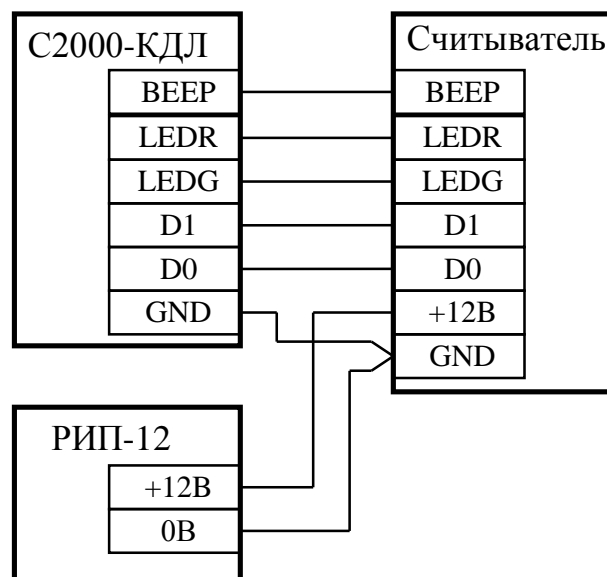 С2000-КДЛ
BEEP
LEDR
LEDG
D1
D0
GND
Считыватель
BEEP
LEDR
LEDG
D1
D0
+12В
GND
РИП-12
+12В
0В